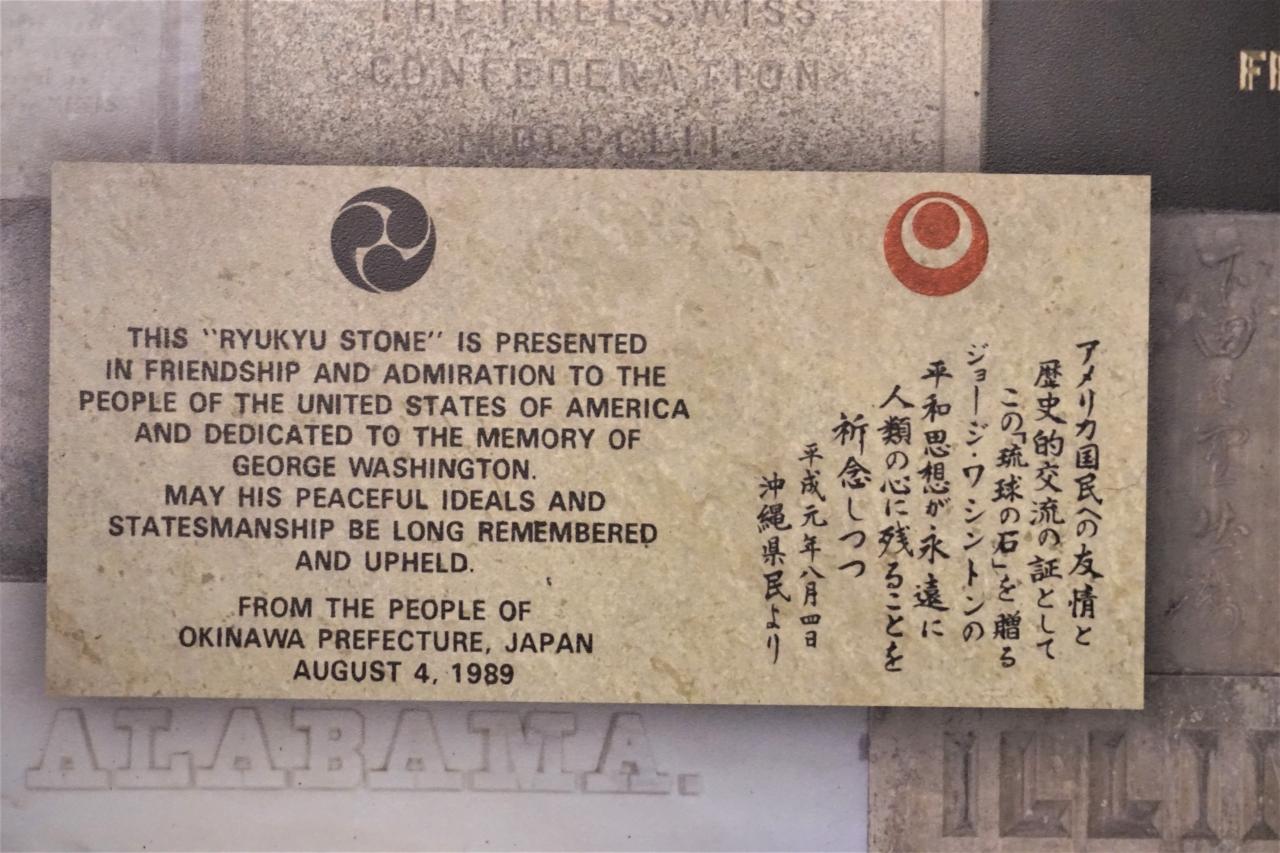 THE FREE SWISS
CONFEDERATION
MDCCCLII.
THIS "RYUKYU STONE" IS PRESENTED
IN FRIENDSHIP AND ADMIRATION TO THE
PEOPLE OF THE UNITED STATES OF AMERICA
AND DEDICATED TO THE MEMORY OF
GEORGE WASHINGTON.
MAY HIS PEACEFUL IDEALS AND
STATESMANSHIP BE LONG REMEMBERED
AND UPHELD.
FROM THE PEOPLE OF
OKINAWA PREFECTURE, JAPAN
AUGUST 4, 1989
アメリカ国民への友情と
歴史的交流の証として
この「琉球の石」を贈る
ジョージ・ワシントンの
平和思想が永遠に
人類の心に残ることを
祈念しつつ
平成元年八月四日
沖縄県民より
ALABAMA.